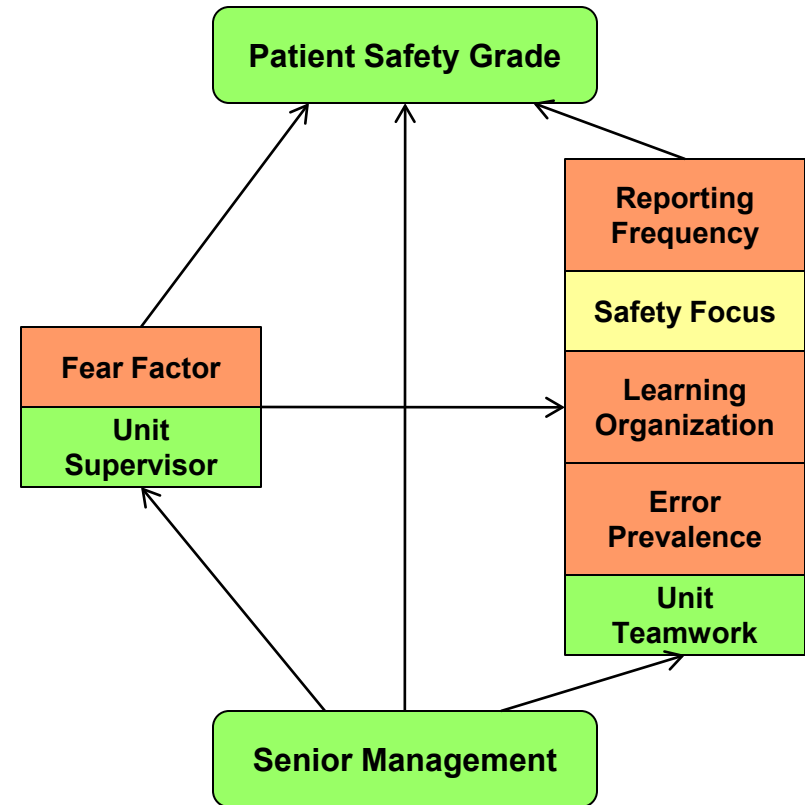 Patient Safety Grade
Reporting
Frequency
Safety Focus
Fear Factor
Learning
Organization
Unit
Supervisor
Error
Prevalence
Unit
Teamwork
Senior Management